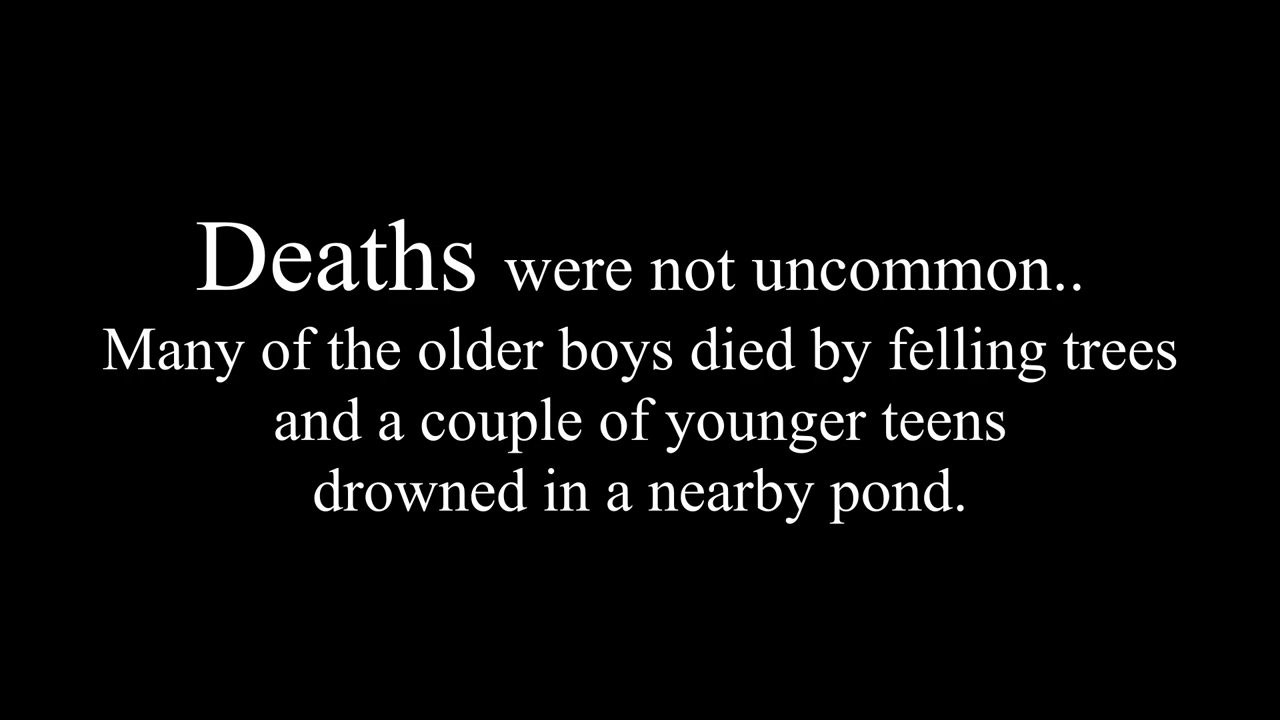 Deaths were not uncommon..
Many of the older boys died by felling trees
and a couple of younger teens
drowned in a nearby pond.